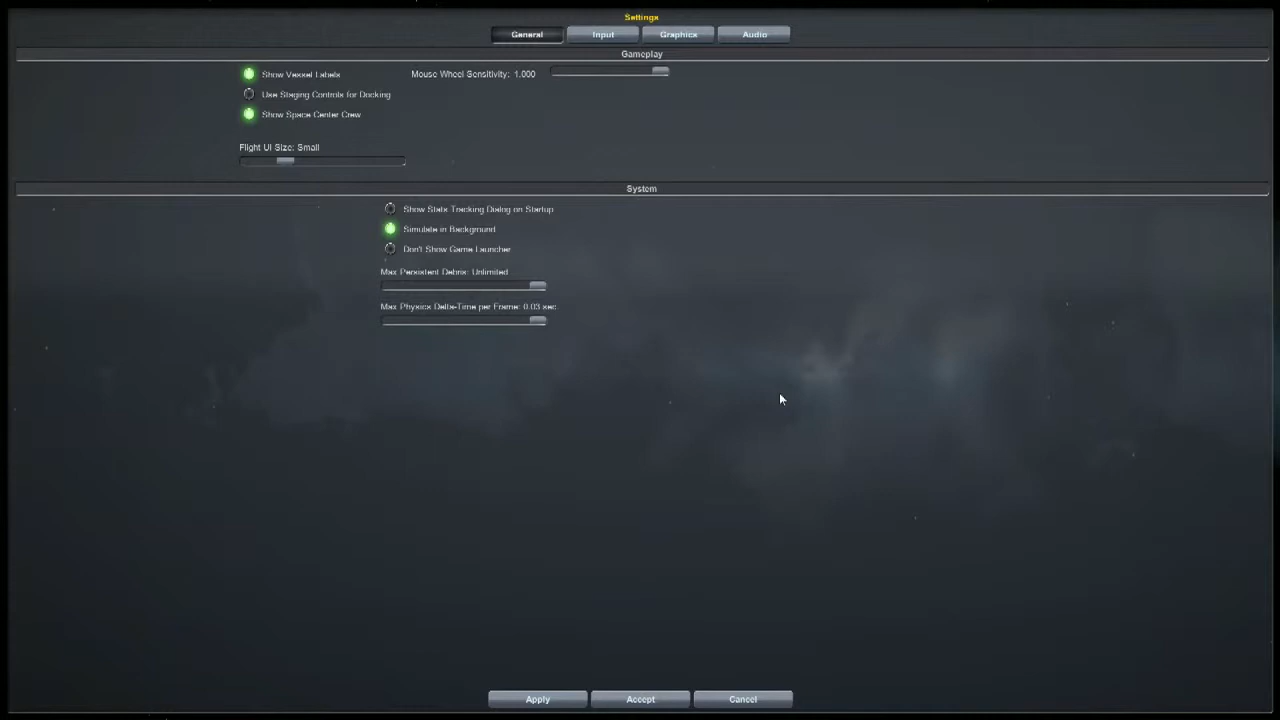 Settings
General Input Graphics Audio
Gameplay
Show Vessel Labels Mouse Wheel Sensitivity: 1.000
Use Staging Controls for Docking
Show Space Center Crew
Flight UI Size: Small
System
Show Stats Tracking Dialog on Startup
Simulate in Background
Don't Show Game Launcher
Max Persistent Debris: Unlimited
Max Physics Delta-Time per Frame: 0.03 sec
Apply Accept Cancel